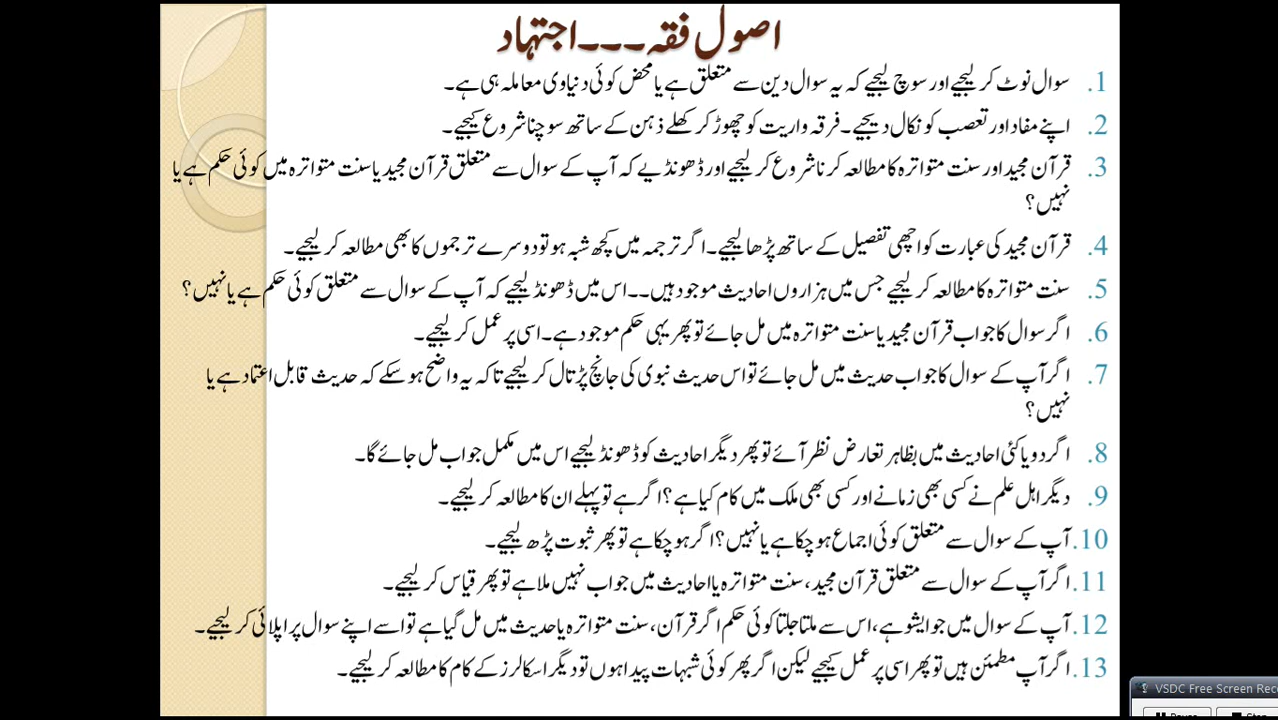 اصول فقہ۔۔۔اجتہاد
1. سوال نوٹ کر لیجیے اور سوچ لیجیے کہ یہ سوال دین سے متعلق ہے یا محض کوئی دنیاوی معاملہ ہی ہے۔
2. اپنے مفاد اور تعصب کو نکال دیجیے۔ فرقہ واریت کو چھوڑ کر کھلے ذہن کے ساتھ سوچنا شروع کیجیے۔
3. قرآن مجید اور سنت متواترہ کا مطالعہ کرنا شروع کر لیجیے اور ڈھونڈیے کہ آپ کے سوال سے متعلق قرآن مجید یا سنت متواترہ میں کوئی حکم ہے یا
نہیں؟
4. قرآن مجید کی عبارت کو اچھی تفصیل کے ساتھ پڑھا لیجیے۔ اگر ترجمہ میں کچھ شبہ ہو تو دوسرے ترجموں کا بھی مطالعہ کر لیجیے۔
5. سنت متواترہ کا مطالعہ کر لیجیے جس میں ہزاروں احادیث موجود ہیں۔۔ اس میں ڈھونڈ لیجیے کہ آپ کے سوال سے متعلق کوئی حکم ہے یا نہیں؟
6. اگر سوال کا جواب قرآن مجید یا سنت متواترہ میں مل جائے تو پھر یہی حکم موجود ہے۔ اسی پر عمل کر لیجیے۔
7. اگر آپ کے سوال کا جواب حدیث میں مل جائے تو اس حدیث نبوی کی جانچ پڑتال کر لیجیے تاکہ یہ واضح ہو سکے کہ حدیث قابل اعتماد ہے یا
نہیں؟
8. اگر دو یا کئی احادیث میں بظاہر تعارض نظر آئے تو پھر دیگر احادیث کو ڈھونڈ لیجیے اس میں مکمل جواب مل جائے گا۔
9. دیگر اہل علم نے کسی بھی زمانے اور کسی بھی ملک میں کام کیا ہے؟ اگر ہے تو پہلے ان کا مطالعہ کر لیجیے۔
10. آپ کے سوال سے متعلق کوئی اجماع ہو چکا ہے یا نہیں؟ اگر ہو چکا ہے تو پھر ثبوت پڑھ لیجیے۔
11. اگر آپ کے سوال سے متعلق قرآن مجید، سنت متواترہ یا احادیث میں جواب نہیں ملا ہے تو پھر قیاس کر لیجیے۔
12. آپ کے سوال میں جو ایشو ہے، اس سے ملتا جلتا کوئی حکم اگر قرآن، سنت متواترہ یا حدیث میں مل گیا ہے تو اسے اپنے سوال پر اپلائی کر لیجیے۔
13. اگر آپ مطمئن ہیں تو پھر اسی پر عمل کیجیے لیکن اگر پھر کوئی شبہات پیدا ہوں تو دیگر اسکالرز کے کام کا مطالعہ کر لیجیے۔
VSDC Free Screen Rec